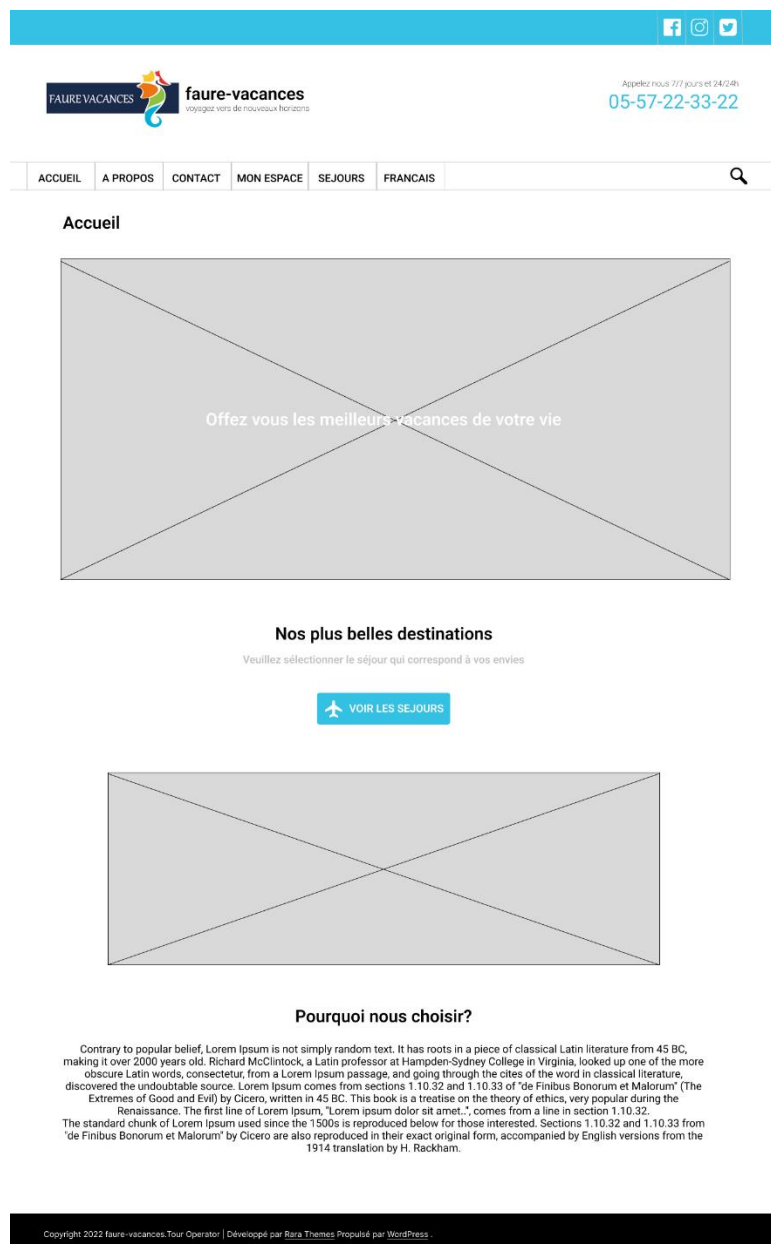 FAURE VACANCES
faure-vacances
voyagez vers de nouveaux horizons
Appelez nous 7/7 jours et 24/24h
05-57-22-33-22
ACCUEIL A PROPOS CONTACT MON ESPACE SEJOURS FRANCAIS
Accueil
Offez vous les meilleurs vacances de votre vie
Nos plus belles destinations
Veuillez sélectionner le séjour qui correspond à vos envies
VOIR LES SEJOURS
Pourquoi nous choisir?
Contrary to popular belief, Lorem Ipsum is not simply random text. It has roots in a piece of classical Latin literature from 45 BC,
making it over 2000 years old. Richard McClintock, a Latin professor at Hampden-Sydney College in Virginia, looked up one of the more
obscure Latin words, consectetur, from a Lorem Ipsum passage, and going through the cites of the word in classical literature,
discovered the undoubtable source. Lorem Ipsum comes from sections 1.10.32 and 1.10.33 of "de Finibus Bonorum et Malorum" (The
Extremes of Good and Evil) by Cicero, written in 45 BC. This book is a treatise on the theory of ethics, very popular during the
Renaissance. The first line of Lorem Ipsum, "Lorem ipsum dolor sit amet..", comes from a line in section 1.10.32.
The standard chunk of Lorem Ipsum used since the 1500s is reproduced below for those interested. Sections 1.10.32 and 1.10.33 from
"de Finibus Bonorum et Malorum" by Cicero are also reproduced in their exact original form, accompanied by English versions from the
1914 translation by H. Rackham.
Copyright 2022 faure-vacances.Tour Operator | Développé par Rara Themes Propulsé par WordPress .